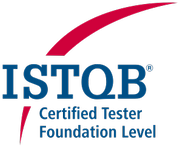 ISTQB®
Certified Tester
Foundation Level